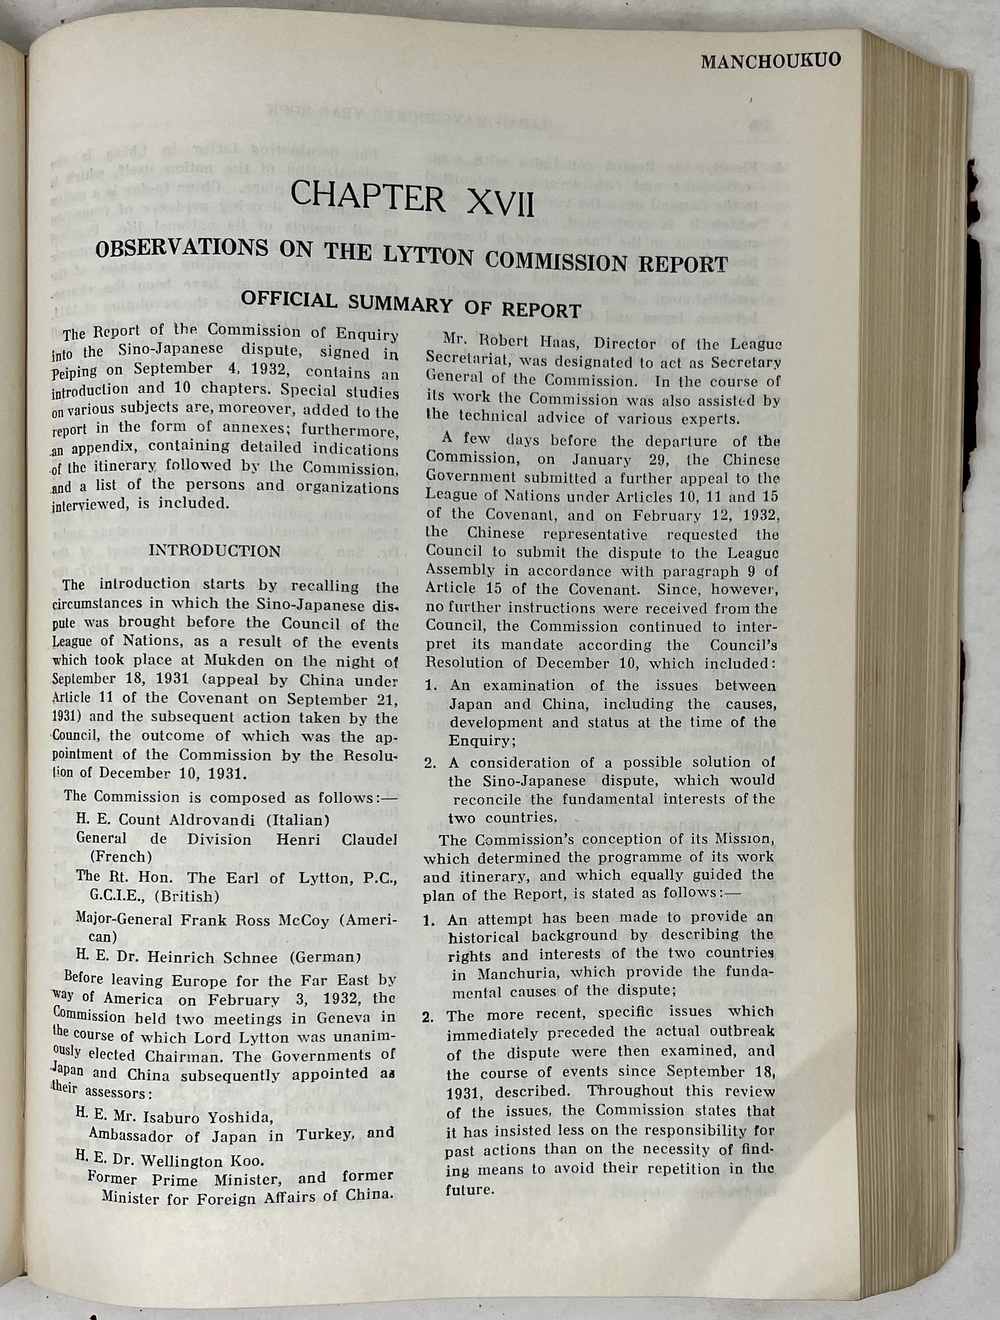 MANCHOUKUO
CHAPTER XVII
OBSERVATIONS ON THE LYTTON COMMISSION REPORT
OFFICIAL SUMMARY OF REPORT
The Report of the Commission of Enquiry
into the Sino-Japanese dispute, signed in
Peiping on September 4, 1932, contains an
introduction and 10 chapters. Special studies
on various subjects are, moreover, added to the
report in the form of annexes; furthermore,
an appendix, containing detailed indications
of the itinerary followed by the Commission,
and a list of the persons and organizations
interviewed, is included.
INTRODUCTION
The introduction starts by recalling the
circumstances in which the Sino-Japanese dis-
pute was brought before the Council of the
League of Nations, as a result of the events
which took place at Mukden on the night of
September 18, 1931 (appeal by China under
Article 11 of the Covenant on September 21,
1931) and the subsequent action taken by the
Council, the outcome of which was the ap-
pointment of the Commission by the Resolu-
tion of December 10, 1931.
The Commission is composed as follows:—
H. E. Count Aldrovandi (Italian)
General de Division Henri Claudel
(French)
The Rt. Hon. The Earl of Lytton, P.C.,
G.C.I.E., (British)
Major-General Frank Ross McCoy (Ameri-
can)
H. E. Dr. Heinrich Schnee (German)
Before leaving Europe for the Far East by
way of America on February 3, 1932, the
Commission held two meetings in Geneva in
the course of which Lord Lytton was unanim-
ously elected Chairman. The Governments of
Japan and China subsequently appointed as
their assessors:
H. E. Mr. Isaburo Yoshida,
Ambassador of Japan in Turkey, and
H. E. Dr. Wellington Koo.
Former Prime Minister, and former
Minister for Foreign Affairs of China.
Mr. Robert Haas, Director of the League
Secretariat, was designated to act as Secretary
General of the Commission. In the course of
its work the Commission was also assisted by
the technical advice of various experts.
A few days before the departure of the
Commission, on January 29, the Chinese
Government submitted a further appeal to the
League of Nations under Articles 10, 11 and 15
of the Covenant, and on February 12, 1932,
the Chinese representative requested the
Council to submit the dispute to the League
Assembly in accordance with paragraph 9 of
Article 15 of the Covenant. Since, however,
no further instructions were received from the
Council, the Commission continued to inter-
pret its mandate according the Council's
Resolution of December 10, which included:
1. An examination of the issues between
Japan and China, including the causes,
development and status at the time of the
Enquiry;
2. A consideration of a possible solution of
the Sino-Japanese dispute, which would
reconcile the fundamental interests of the
two countries.
The Commission's conception of its Mission,
which determined the programme of its work
and itinerary, and which equally guided the
plan of the Report, is stated as follows:—
1. An attempt has been made to provide an
historical background by describing the
rights and interests of the two countries
in Manchuria, which provide the funda-
mental causes of the dispute;
2. The more recent, specific issues which
immediately preceded the actual outbreak
of the dispute were then examined, and
the course of events since September 18,
1931, described. Throughout this review
of the issues, the Commission states that
it has insisted less on the responsibility for
past actions than on the necessity of find-
ing means to avoid their repetition in the
future.